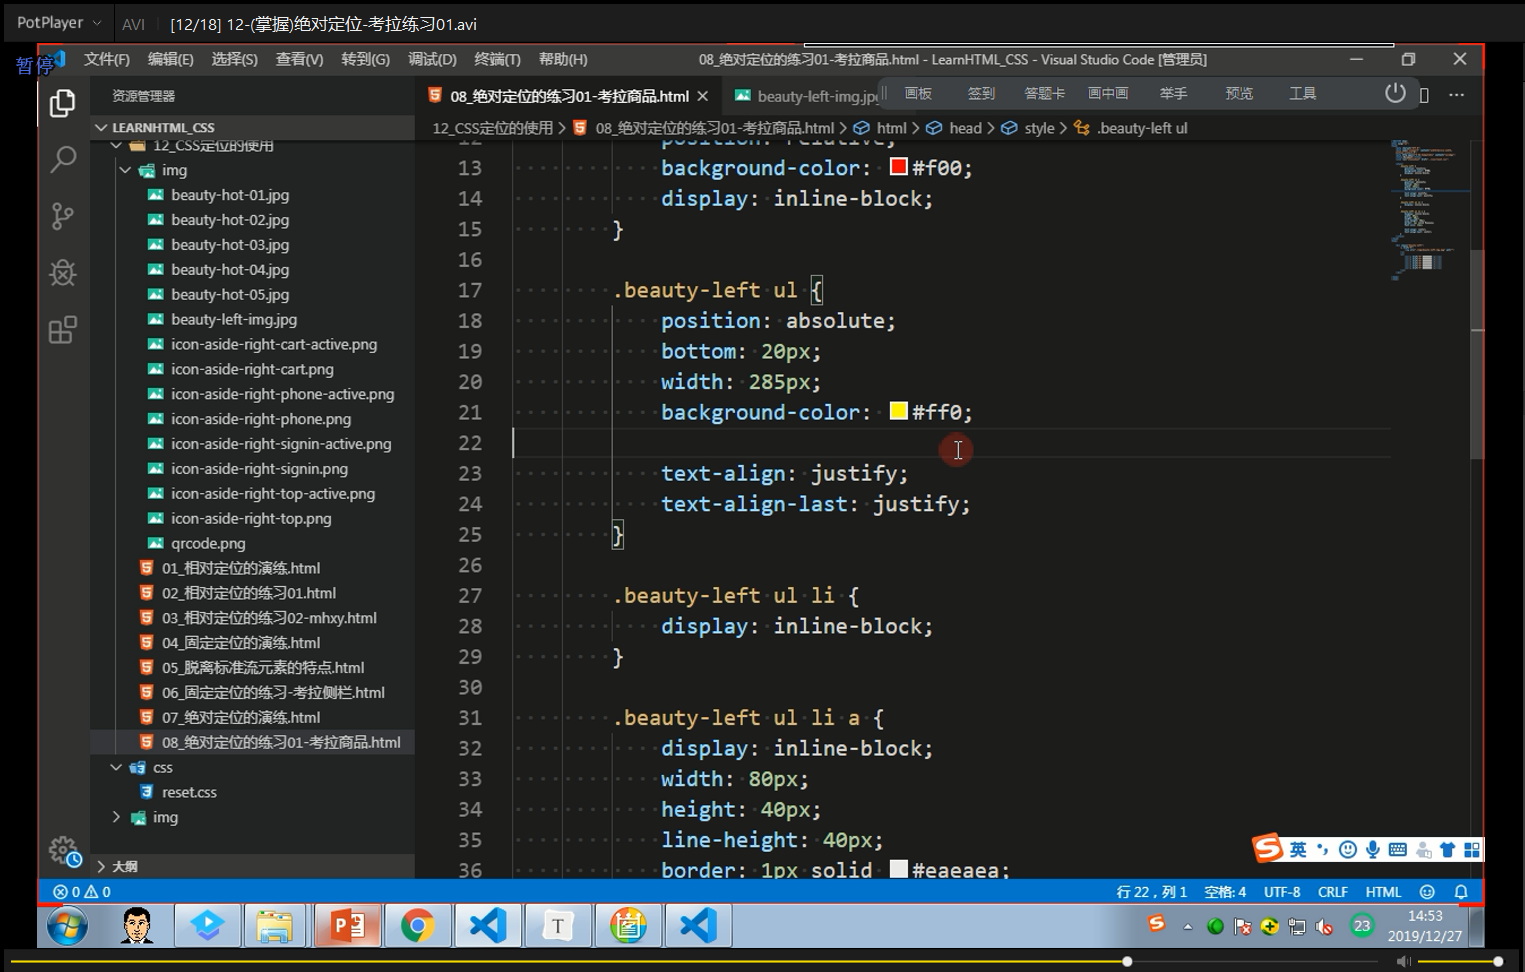 PotPlayer
AVI
[12/18] 12-(掌握)绝对定位-考拉练习01.avi
暂停
文件(F) 编辑(E) 选择(S) 查看(V) 转到(G) 调试(D) 终端(T) 帮助(H)
08_绝对定位的练习01-考拉商品.html - LearnHTML_CSS - Visual Studio Code [管理员]
资源管理器
08_绝对定位的练习01-考拉商品.html
beauty-left-img.jp
画板 签到 答题卡 画中画 举手 预览 工具
LEARNHTML_CSS
12_CSS定位的使用 > 08_绝对定位的练习01-考拉商品.html > html > head > style > .beauty-left ul
12_CSS定位的使用
img
beauty-hot-01.jpg
beauty-hot-02.jpg
beauty-hot-03.jpg
beauty-hot-04.jpg
beauty-hot-05.jpg
beauty-left-img.jpg
icon-aside-right-cart-active.png
icon-aside-right-cart.png
icon-aside-right-phone-active.png
icon-aside-right-phone.png
icon-aside-right-signin-active.png
icon-aside-right-signin.png
icon-aside-right-top-active.png
icon-aside-right-top.png
qrcode.png
01_相对定位的演练.html
02_相对定位的练习01.html
03_相对定位的练习02-mhxy.html
04_固定定位的演练.html
05_脱离标准流元素的特点.html
06_固定定位的练习-考拉侧栏.html
07_绝对定位的演练.html
08_绝对定位的练习01-考拉商品.html
css
reset.css
img
大纲
12 position: relative;
13 background-color: #f00;
14 display: inline-block;
15 }
16
17 .beauty-left ul {
18 position: absolute;
19 bottom: 20px;
20 width: 285px;
21 background-color: #ff0;
22
23 text-align: justify;
24 text-align-last: justify;
25 }
26
27 .beauty-left ul li {
28 display: inline-block;
29 }
30
31 .beauty-left ul li a {
32 display: inline-block;
33 width: 80px;
34 height: 40px;
35 line-height: 40px;
36 border: 1px solid #eaeaea;
英
0 0
行 22，列 1 空格: 4 UTF-8 CRLF HTML
23
14:53
2019/12/27